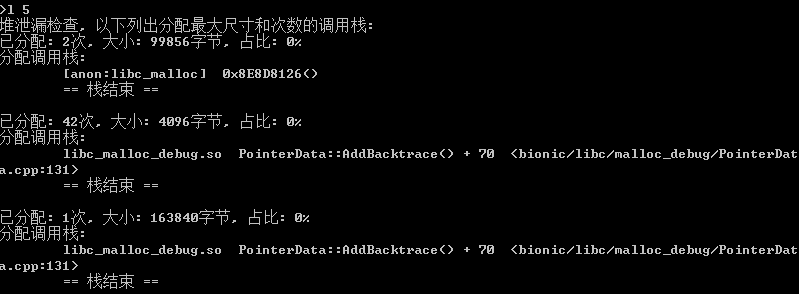 >l 5
堆泄漏检查, 以下列出分配最大尺寸和次数的调用栈:
已分配: 2次, 大小: 99856字节, 占比: 0%
分配调用栈:
[anon:libc_malloc]  0x8E8D8126()
== 栈结束 ==
已分配: 42次, 大小: 4096字节, 占比: 0%
分配调用栈:
libc_malloc_debug.so  PointerData::AddBacktrace() + 70  <bionic/libc/malloc_debug/PointerDat
a.cpp:131>
== 栈结束 ==
已分配: 1次, 大小: 163840字节, 占比: 0%
分配调用栈:
libc_malloc_debug.so  PointerData::AddBacktrace() + 70  <bionic/libc/malloc_debug/PointerDat
a.cpp:131>
== 栈结束 ==